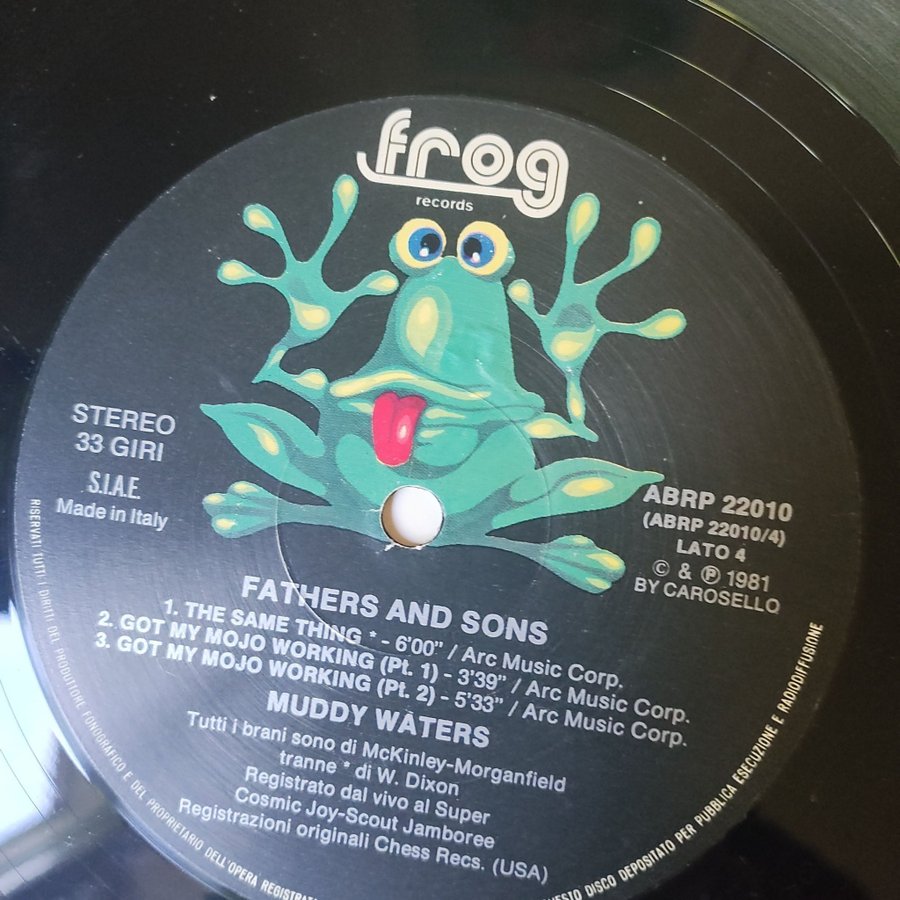 frog
records
STEREO
33 GIRI
S.I.A.E.
Made in Italy
ABRP 22010
(ABRP 22010/4)
LATO 4
© & ℗ 1981
BY CAROSELLO
FATHERS AND SONS
1. THE SAME THING * - 6'00" / Arc Music Corp.
2. GOT MY MOJO WORKING (Pt. 1) - 3'39" / Arc Music Corp.
3. GOT MY MOJO WORKING (Pt. 2) - 5'33" / Arc Music Corp.
MUDDY WATERS
Tutti i brani sono di McKinley-Morganfield
tranne * di W. Dixon
Registrato dal vivo al Super
Cosmic Joy-Scout Jamboree
Registrazioni originali Chess Recs. (USA)
RISERVATI TUTTI I DIRITTI DEL PRODUTTORE FONOGRAFICO E DEL PROPRIETARIO DELL'OPERA DISCO DEPOSITATO PER PUBBLICA ESECUZIONE E RADIODIFFUSIONE